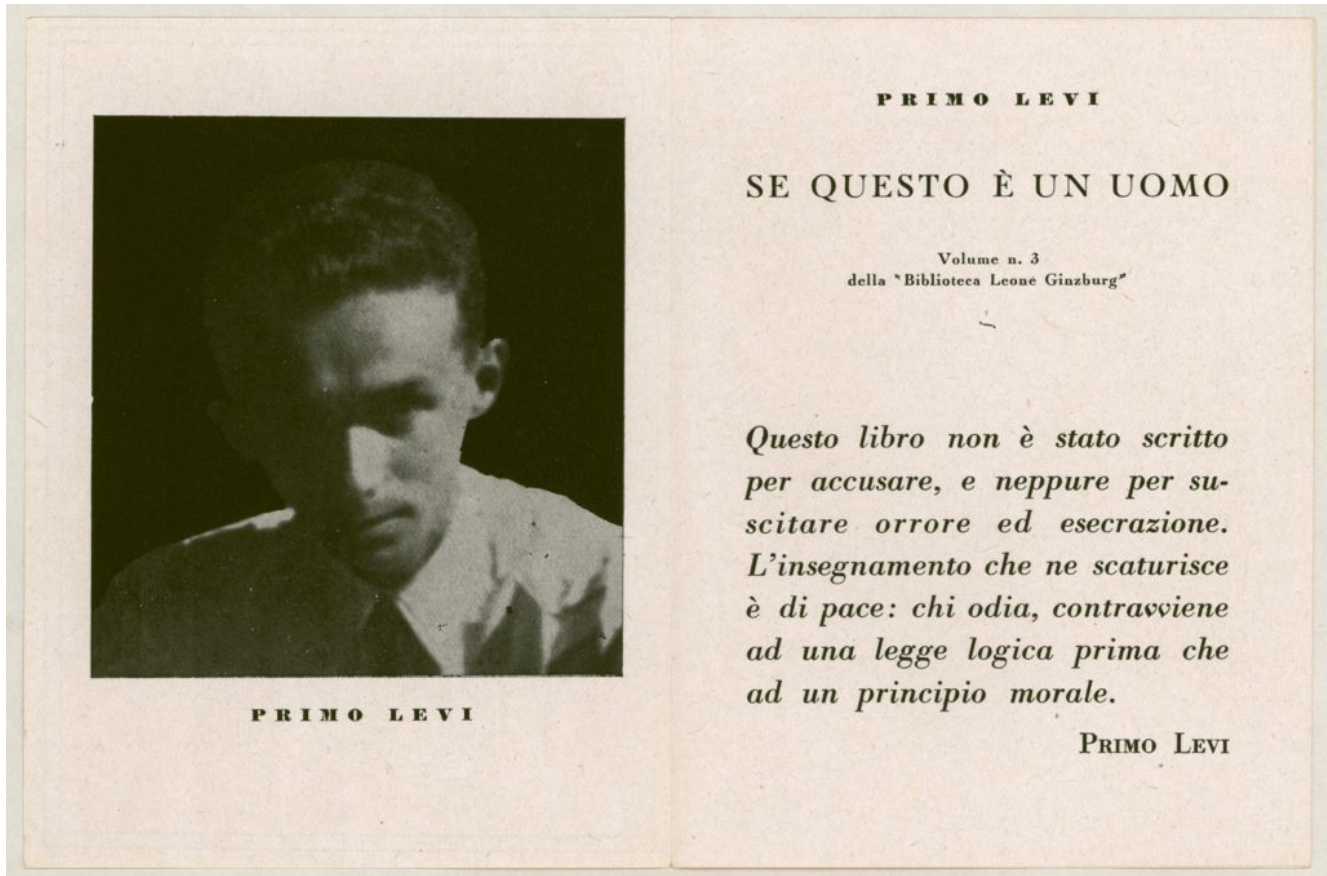 PRIMO LEVI
PRIMO LEVI
SE QUESTO È UN UOMO
Volume n. 3
della "Biblioteca Leone Ginzburg"
Questo libro non è stato scritto
per accusare, e neppure per su-
scitare orrore ed esecrazione.
L'insegnamento che ne scaturisce
è di pace: chi odia, contravviene
ad una legge logica prima che
ad un principio morale.
PRIMO LEVI